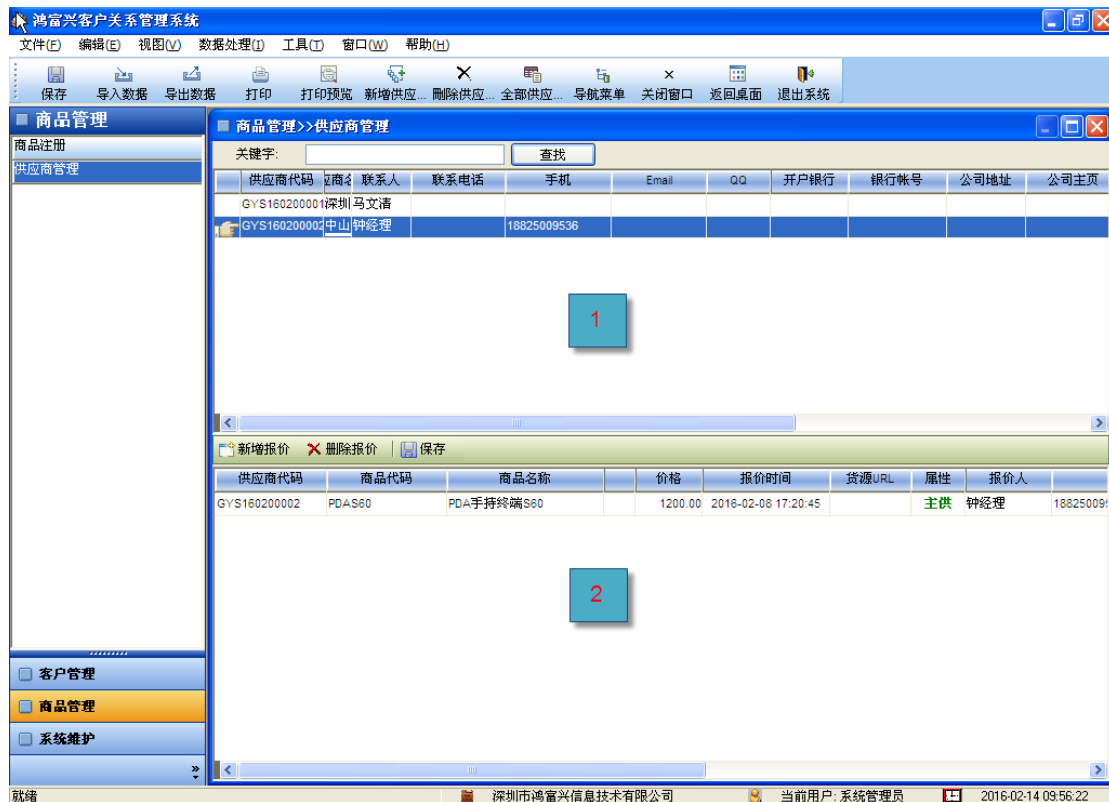 鸿富兴客户关系管理系统
文件(F) 编辑(E) 视图(V) 数据处理(I) 工具(T) 窗口(W) 帮助(H)
保存 导入数据 导出数据 打印 打印预览 新增供应... 删除供应... 全部供应... 导航菜单 关闭窗口 返回桌面 退出系统
商品管理
商品注册
供应商管理
商品管理>>供应商管理
关键字: 查找
供应商代码 应商名 联系人 联系电话 手机 Email QQ 开户银行 银行帐号 公司地址 公司主页
GYS160200001 深圳 马文清
GYS160200002 中山 钟经理 18825009536
1
新增报价 删除报价 保存
供应商代码 商品代码 商品名称 价格 报价时间 货源URL 属性 报价人
GYS160200002 PDAS60 PDA手持终端S60 1200.00 2016-02-08 17:20:45 主供 钟经理 18825009
2
客户管理
商品管理
系统维护
就绪 深圳市鸿富兴信息技术有限公司 当前用户: 系统管理员 2016-02-14 09:56:22